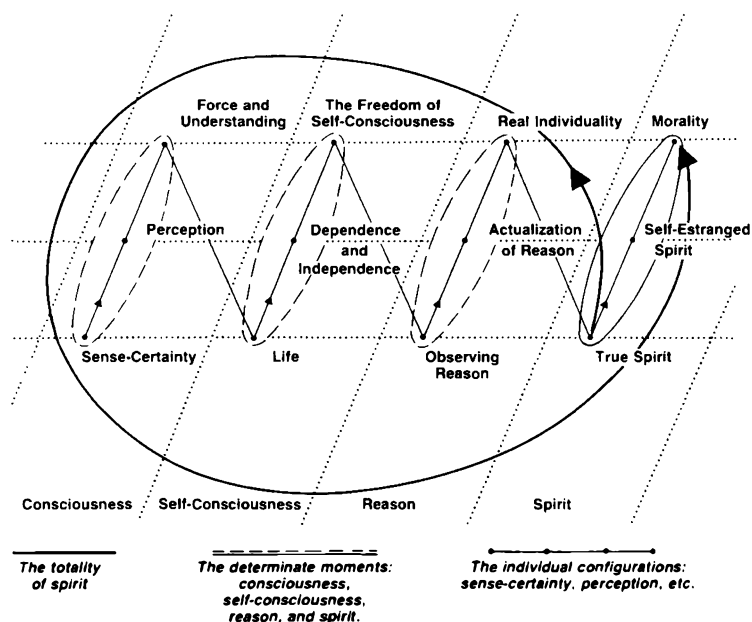 Force and
Understanding
The Freedom of
Self-Consciousness
Real Individuality
Morality
Perception
Dependence
and
Independence
Actualization
of Reason
Self-Estranged
Spirit
Sense-Certainty
Life
Observing
Reason
True Spirit
Consciousness
Self-Consciousness
Reason
Spirit
The totality
of spirit
The determinate moments:
consciousness,
self-consciousness,
reason, and spirit.
The individual configurations:
sense-certainty, perception, etc.